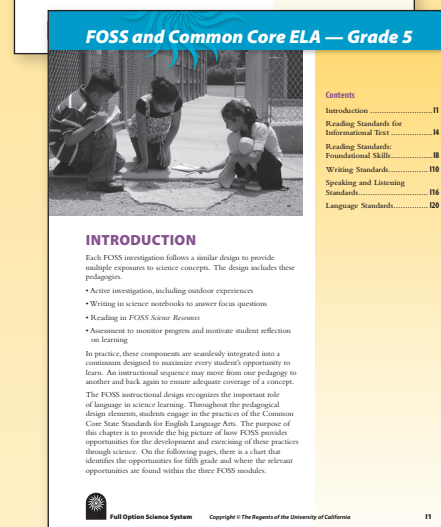 FOSS and Common Core ELA — Grade 5
Contents
Introduction ............................I1
Reading Standards for
Informational Text ..................I4
Reading Standards:
Foundational Skills...................I8
Writing Standards.................. I10
Speaking and Listening
Standards............................... I16
Language Standards............... I20
INTRODUCTION
Each FOSS investigation follows a similar design to provide
multiple exposures to science concepts. The design includes these
pedagogies.
• Active investigation, including outdoor experiences
• Writing in science notebooks to answer focus questions
• Reading in FOSS Science Resources
• Assessment to monitor progress and motivate student reflection
on learning
In practice, these components are seamlessly integrated into a
continuum designed to maximize every student's opportunity to
learn. An instructional sequence may move from one pedagogy to
another and back again to ensure adequate coverage of a concept.
The FOSS instructional design recognizes the important role
of language in science learning. Throughout the pedagogical
design elements, students engage in the practices of the Common
Core State Standards for English Language Arts. The purpose of
this chapter is to provide the big picture of how FOSS provides
opportunities for the development and exercising of these practices
through science. On the following pages, there is a chart that
identifies the opportunities for fifth grade and where the relevant
opportunities are found within the three FOSS modules.
Full Option Science System Copyright © The Regents of the University of California I1